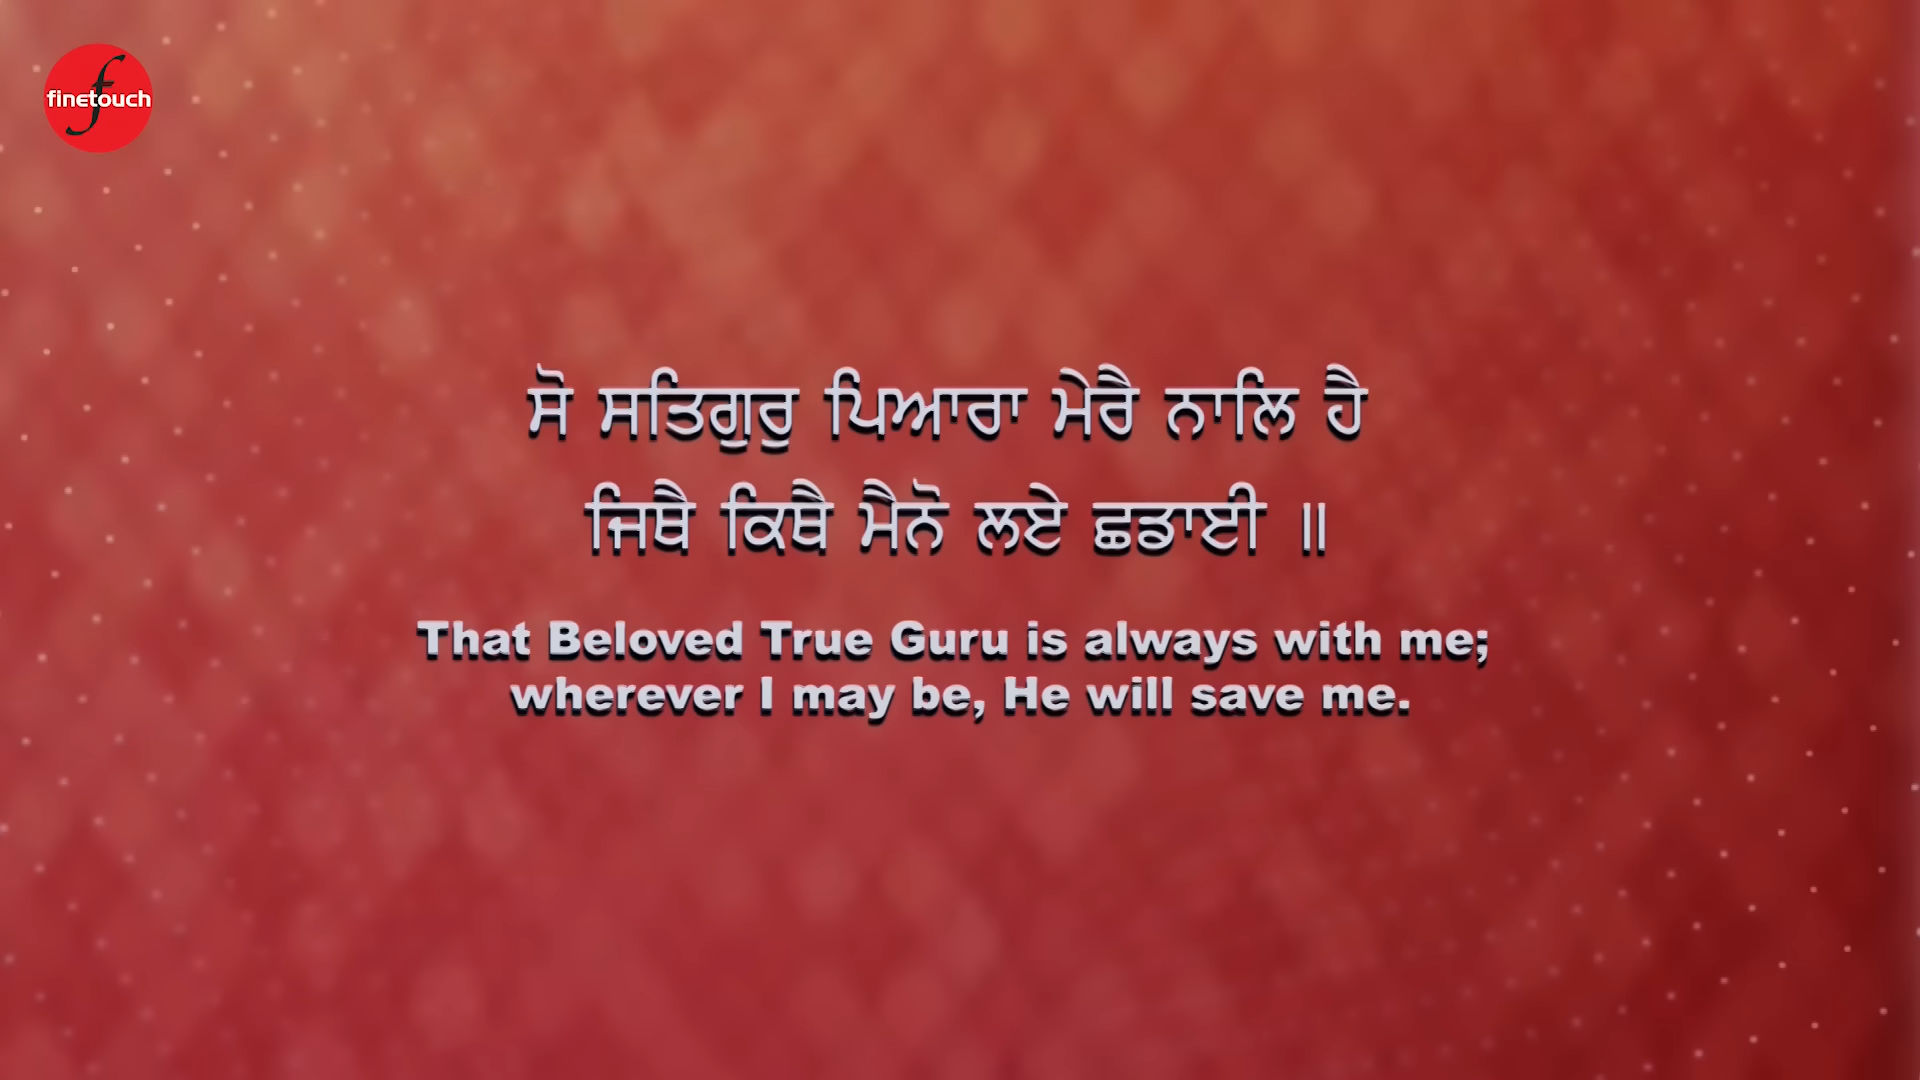 finetouch
ਸੋ ਸਤਿਗੁਰੁ ਪਿਆਰਾ ਮੇਰੈ ਨਾਲਿ ਹੈ
ਜਿਥੈ ਕਿਥੈ ਮੈਨੋ ਲਏ ਛਡਾਈ ॥
That Beloved True Guru is always with me;
wherever I may be, He will save me.